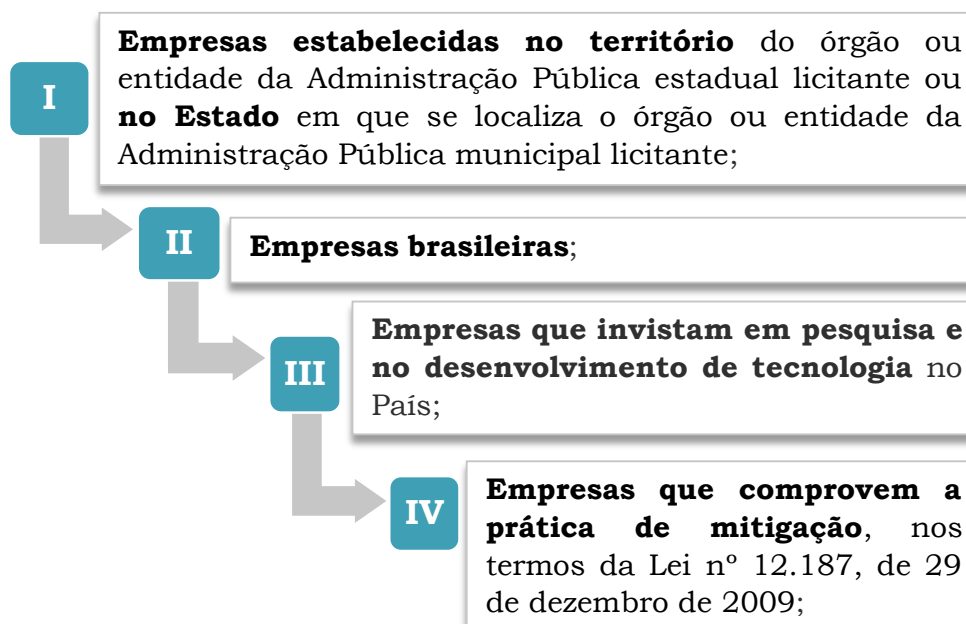 I
Empresas estabelecidas no território do órgão ou
entidade da Administração Pública estadual licitante ou
no Estado em que se localiza o órgão ou entidade da
Administração Pública municipal licitante;
II
Empresas brasileiras;
III
Empresas que invistam em pesquisa e
no desenvolvimento de tecnologia no
País;
IV
Empresas que comprovem a
prática de mitigação, nos
termos da Lei nº 12.187, de 29
de dezembro de 2009;